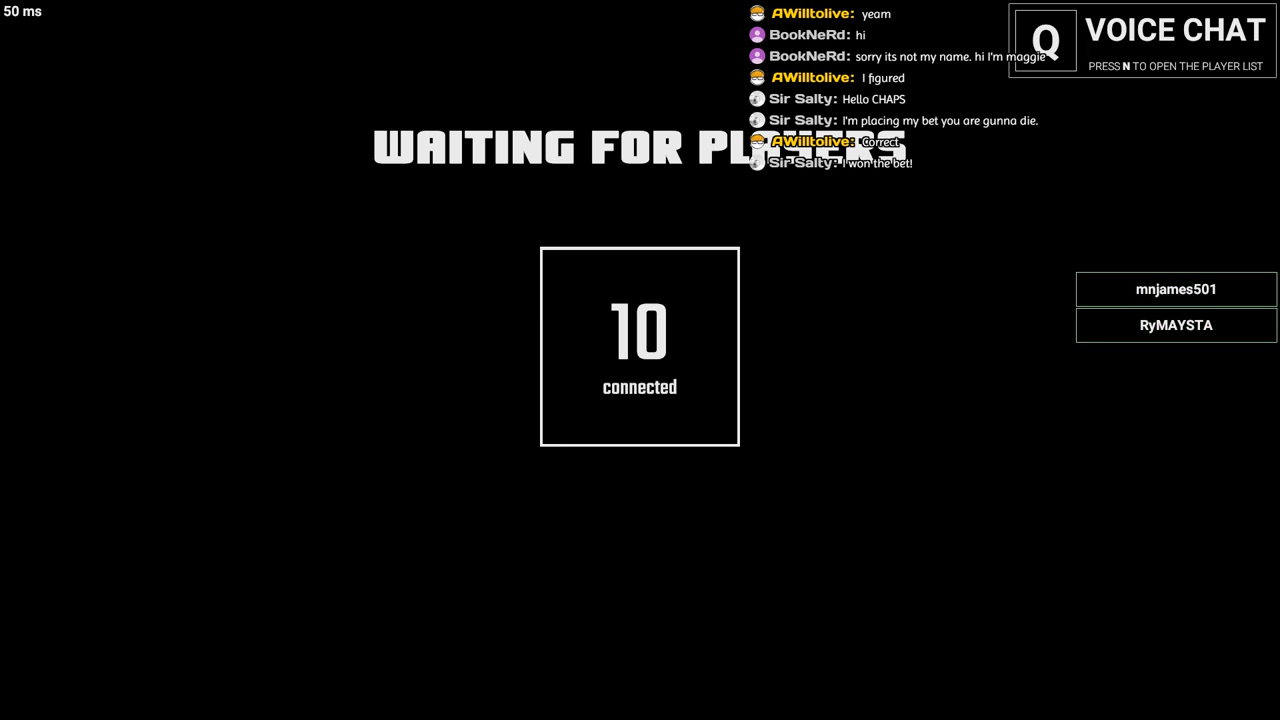 50 ms
AWilltolive: yeam
BookNeRd: hi
BookNeRd: sorry its not my name. hi I'm maggie
AWilltolive: I figured
Sir Salty: Hello CHAPS
Sir Salty: I'm placing my bet you are gunna die.
AWilltolive: Correct
Sir Salty: I won the bet!
Q
VOICE CHAT
PRESS N TO OPEN THE PLAYER LIST
WAITING FOR PLAYERS
10
connected
mnjames501
RyMAYSTA